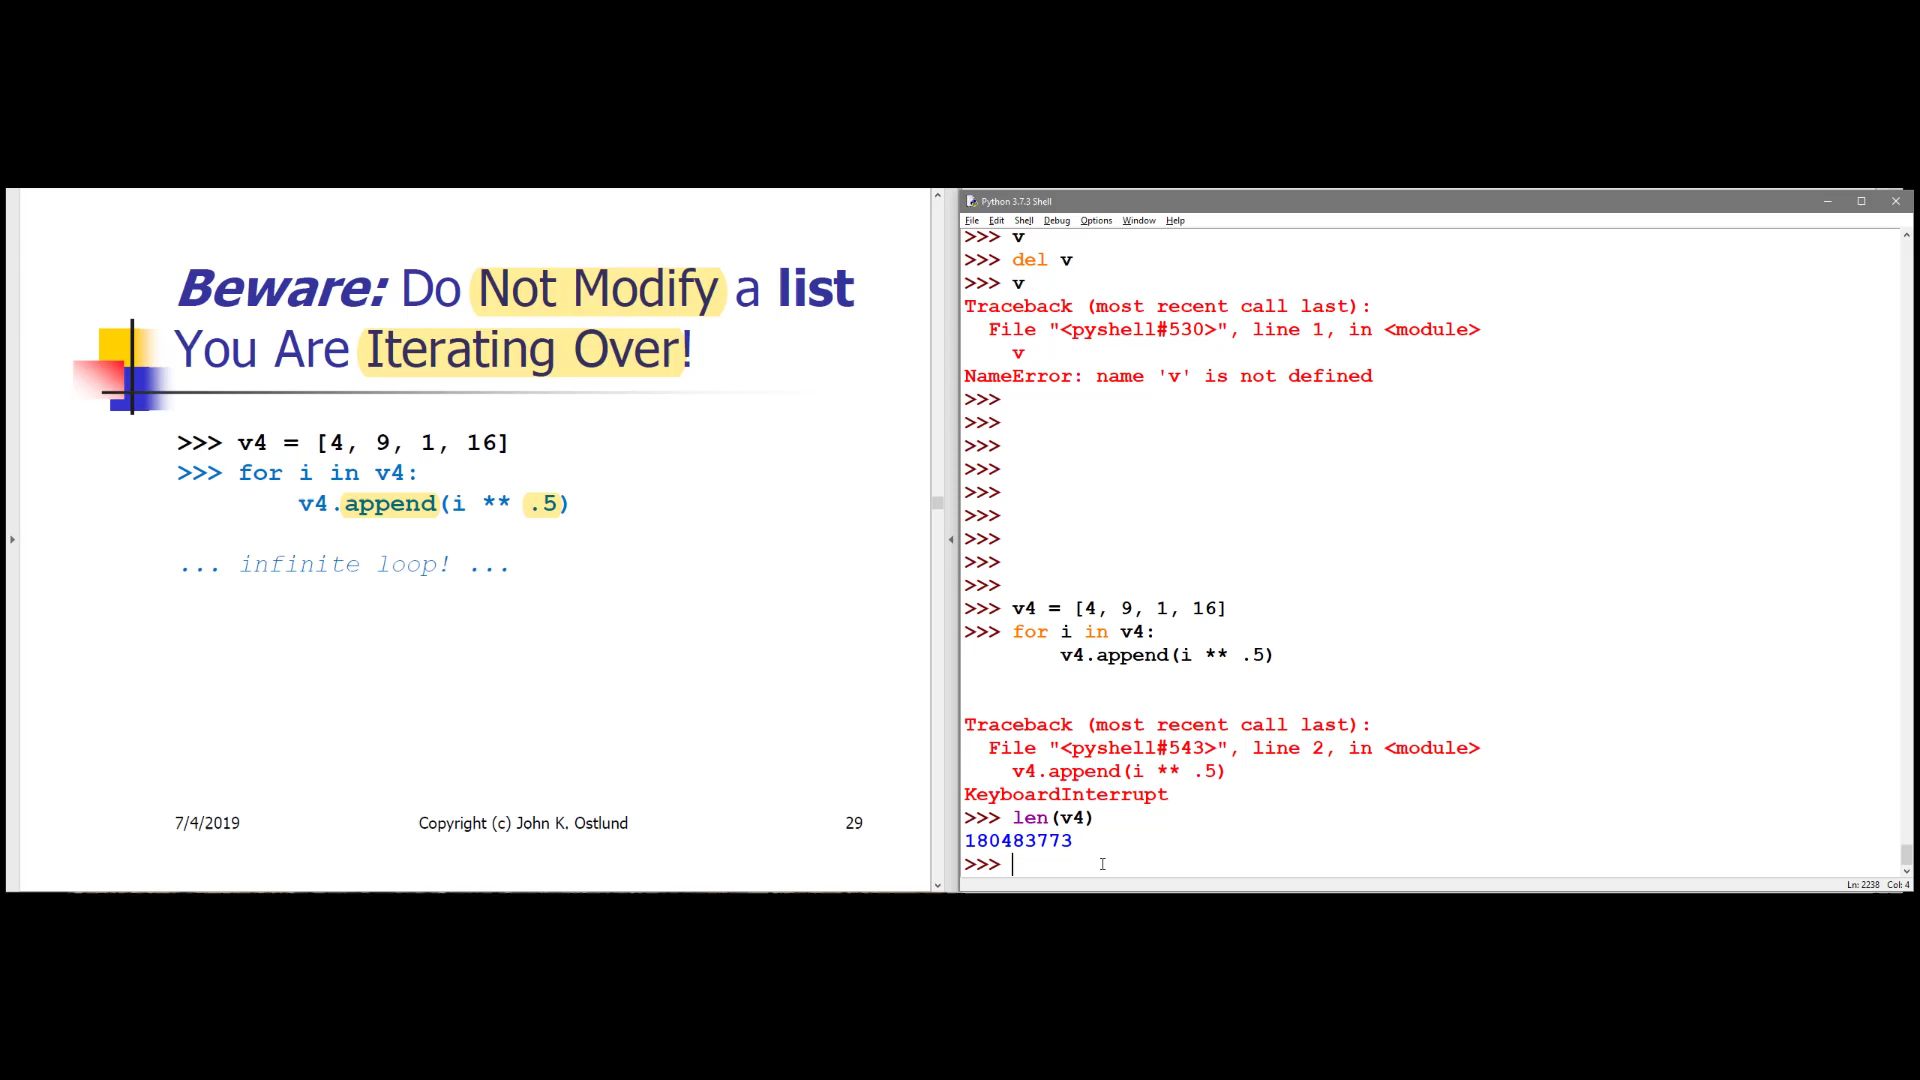 Beware: Do Not Modify a list
You Are Iterating Over!
>>> v4 = [4, 9, 1, 16]
>>> for i in v4:
        v4.append(i ** .5)
... infinite loop! ...
7/4/2019
Copyright (c) John K. Ostlund
29
Python 3.7.3 Shell
File Edit Shell Debug Options Window Help
>>> v
>>> del v
>>> v
Traceback (most recent call last):
  File "<pyshell#530>", line 1, in <module>
    v
NameError: name 'v' is not defined
>>>
>>>
>>>
>>>
>>>
>>>
>>>
>>>
>>>
>>> v4 = [4, 9, 1, 16]
>>> for i in v4:
        v4.append(i ** .5)
Traceback (most recent call last):
  File "<pyshell#543>", line 2, in <module>
    v4.append(i ** .5)
KeyboardInterrupt
>>> len(v4)
180483773
>>>
Ln: 2238 Col: 4